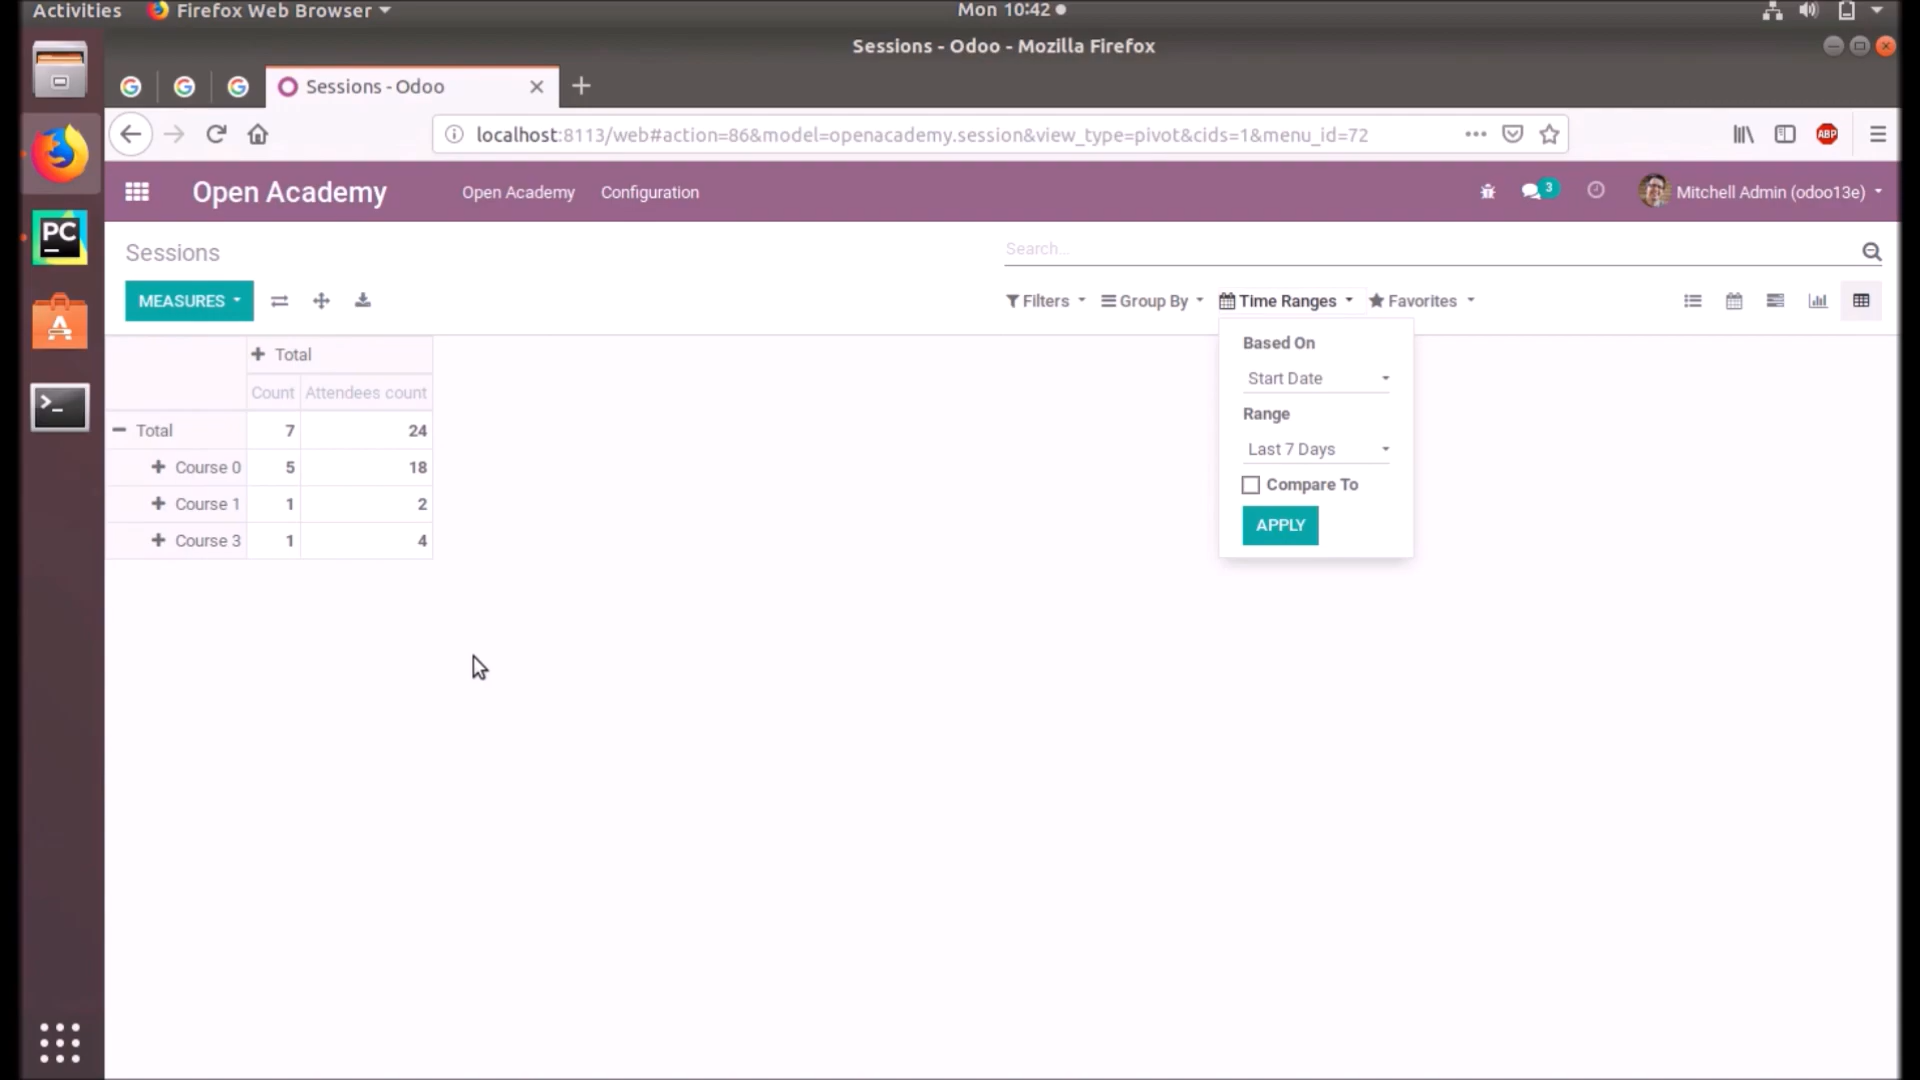 Activities Firefox Web Browser Mon 10:42
Sessions - Odoo - Mozilla Firefox
Sessions - Odoo
localhost:8113/web#action=86&model=openacademy.session&view_type=pivot&cids=1&menu_id=72
ABP
Open Academy Open Academy Configuration 3 Mitchell Admin (odoo13e)
PC
Sessions Search...
MEASURES Filters Group By Time Ranges Favorites
Total
Count Attendees count
Total 7 24
Course 0 5 18
Course 1 1 2
Course 3 1 4
Based On
Start Date
Range
Last 7 Days
Compare To
APPLY